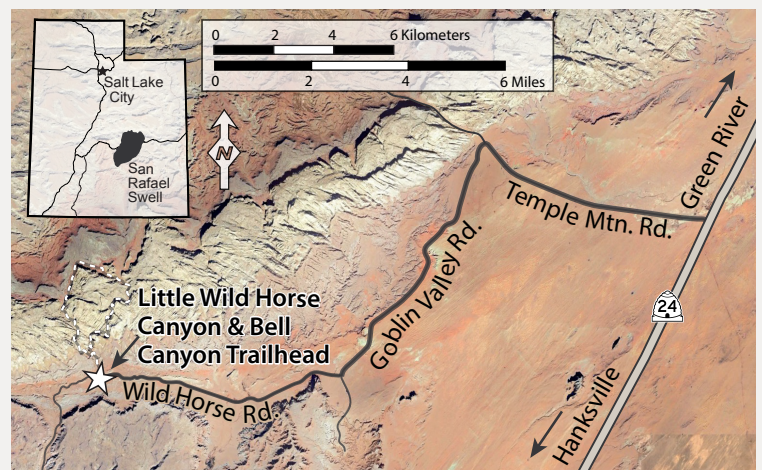 0 2 4 6 Kilometers
0 2 4 6 Miles
Salt Lake
City
San
Rafael
Swell
N
Green River
Temple Mtn. Rd.
Goblin Valley Rd.
24
Little Wild Horse
Canyon & Bell
Canyon Trailhead
Wild Horse Rd.
Hanksville